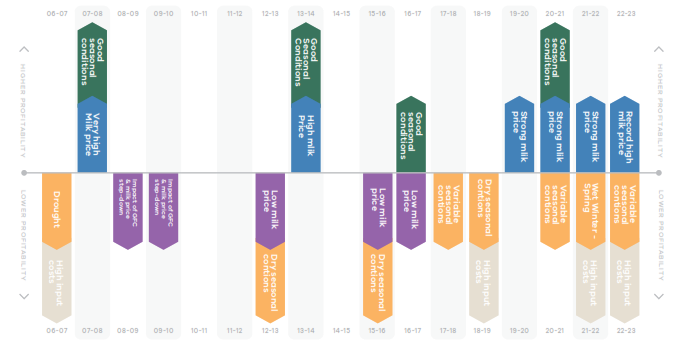 06-07 07-08 08-09 09-10 10-11 11-12 12-13 13-14 14-15 15-16 16-17 17-18 18-19 19-20 20-21 21-22 22-23
HIGHER PROFITABILITY
Good
seasonal
conditions
Very high
Milk price
Good
Seasonal
Conditions
High milk
Price
Good
seasonal
conditions
Strong milk
price
Good
seasonal
conditions
Strong milk
price
Strong milk
price
Record high
milk price
HIGHER PROFITABILITY
LOWER PROFITABILITY
Drought
High input
costs
Impact of GFC
& milk price
step-down
Impact of GFC
& milk price
step-down
Low milk
price
Dry seasonal
contions
Low milk
price
Dry seasonal
contions
Low milk
price
Variable
seasonal
contions
Dry seasonal
contions
High input
costs
Variable
seasonal
contions
Wet Winter -
Spring
High input
costs
Variable
seasonal
contions
High input
costs
LOWER PROFITABILITY
06-07 07-08 08-09 09-10 10-11 11-12 12-13 13-14 14-15 15-16 16-17 17-18 18-19 19-20 20-21 21-22 22-23